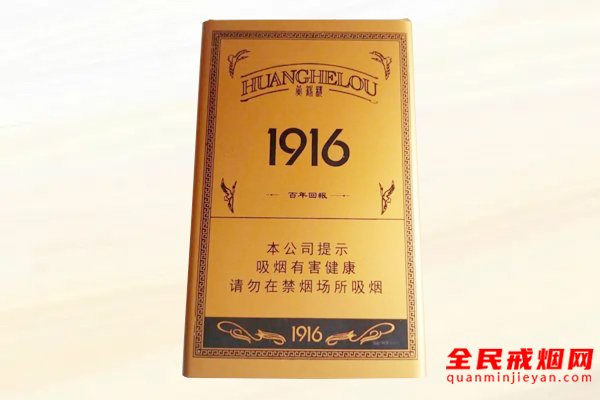 HUANGHELOU
黄鹤楼
1916
百年回報
本公司提示
吸烟有害健康
请勿在禁烟场所吸烟
1916
全民戒烟网
quanminjieyan.com